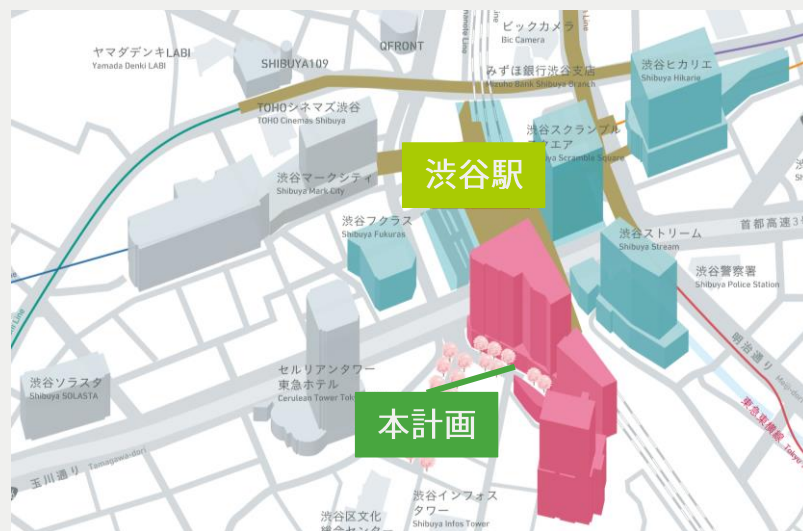 ビックカメラ
Bic Camera
ヤマダデンキLABI
Yamada Denki LABI
QFRONT
SHIBUYA109
みずほ銀行渋谷支店
Mizuho Bank Shibuya Branch
渋谷ヒカリエ
Shibuya Hikarie
TOHOシネマズ渋谷
TOHO Cinemas Shibuya
渋谷スクランブル
クエア
Scramble Square
渋谷駅
渋谷マークシティ
Shibuya Mark City
渋谷フクラス
Shibuya Fukuras
渋谷ストリーム
Shibuya Stream
首都高速3
渋谷警察署
Shibuya Police Station
明治通り
Meiji-dori
セルリアンタワー
東急ホテル
Cerulean Tower
渋谷ソラスタ
Shibuya SOLASTA
本計画
東急東横線
玉川通り
Tamagawa-dori
渋谷インフォス
タワー
Shibuya Infos Tower
渋谷区文化